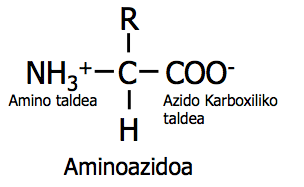 R
NH₃⁺ – C – COO⁻
Amino taldea
Azido Karboxiliko
taldea
H
Aminoazidoa